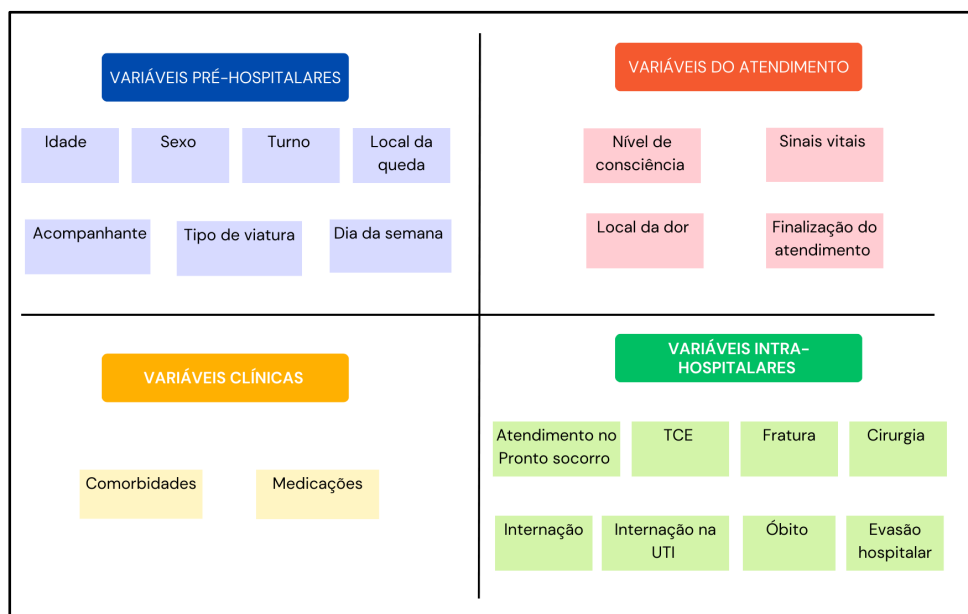 VARIÁVEIS PRÉ-HOSPITALARES
Idade
Sexo
Turno
Local da
queda
Acompanhante
Tipo de viatura
Dia da semana
VARIÁVEIS DO ATENDIMENTO
Nível de
consciência
Sinais vitais
Local da dor
Finalização do
atendimento
VARIÁVEIS CLÍNICAS
Comorbidades
Medicações
VARIÁVEIS INTRA-
HOSPITALARES
Atendimento no
Pronto socorro
TCE
Fratura
Cirurgia
Internação
Internação na
UTI
Óbito
Evasão
hospitalar